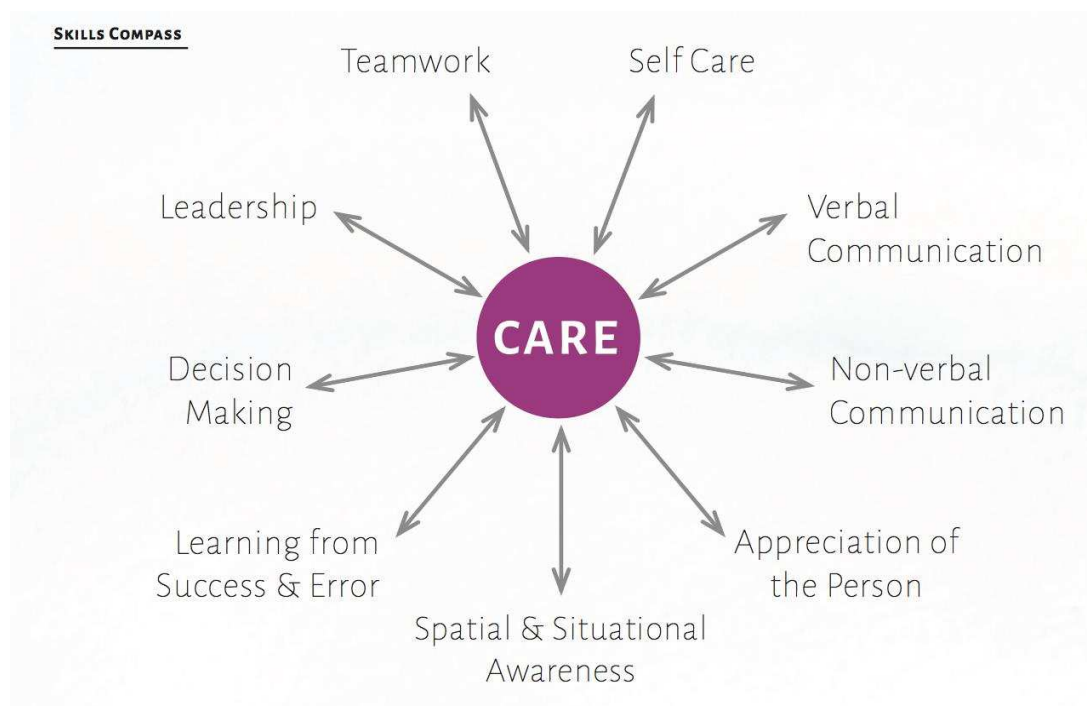 SKILLS COMPASS
Teamwork
Self Care
Leadership
Verbal
Communication
CARE
Decision
Making
Non-verbal
Communication
Learning from
Success & Error
Appreciation of
the Person
Spatial & Situational
Awareness